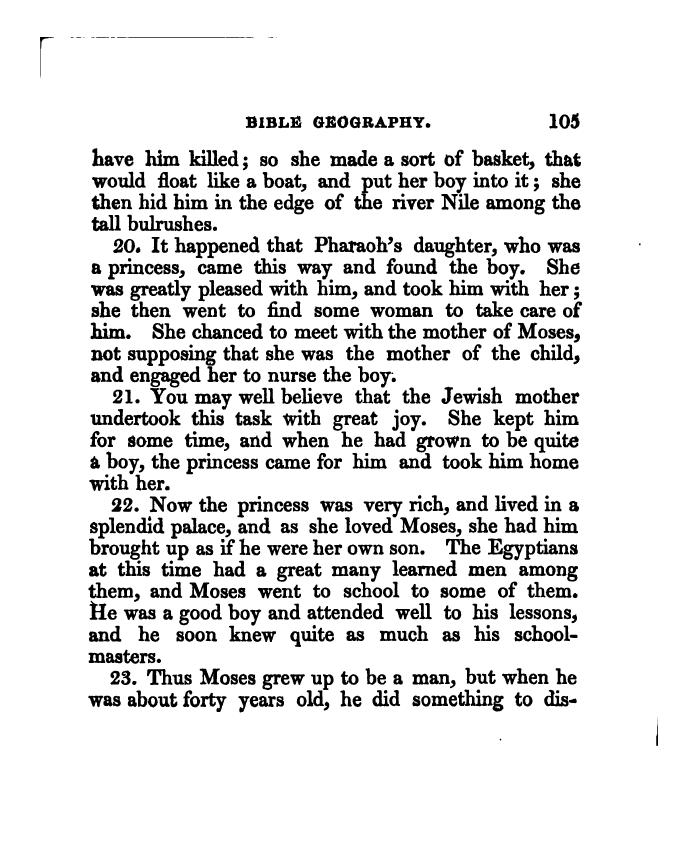 BIBLE GEOGRAPHY. 105
have him killed; so she made a sort of basket, that
would float like a boat, and put her boy into it; she
then hid him in the edge of the river Nile among the
tall bulrushes.
20. It happened that Pharaoh's daughter, who was
a princess, came this way and found the boy. She
was greatly pleased with him, and took him with her;
she then went to find some woman to take care of
him. She chanced to meet with the mother of Moses,
not supposing that she was the mother of the child,
and engaged her to nurse the boy.
21. You may well believe that the Jewish mother
undertook this task with great joy. She kept him
for some time, and when he had grown to be quite
a boy, the princess came for him and took him home
with her.
22. Now the princess was very rich, and lived in a
splendid palace, and as she loved Moses, she had him
brought up as if he were her own son. The Egyptians
at this time had a great many learned men among
them, and Moses went to school to some of them.
He was a good boy and attended well to his lessons,
and he soon knew quite as much as his school-
masters.
23. Thus Moses grew up to be a man, but when he
was about forty years old, he did something to dis-